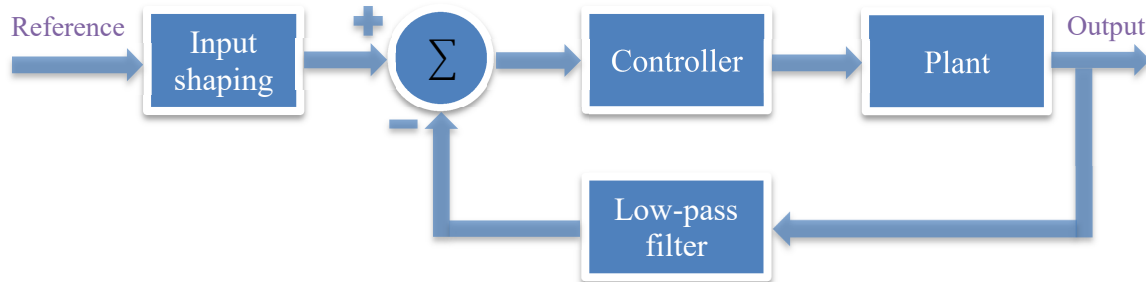 Reference
Input
shaping
+
∑
−
Controller
Plant
Output
Low-pass
filter